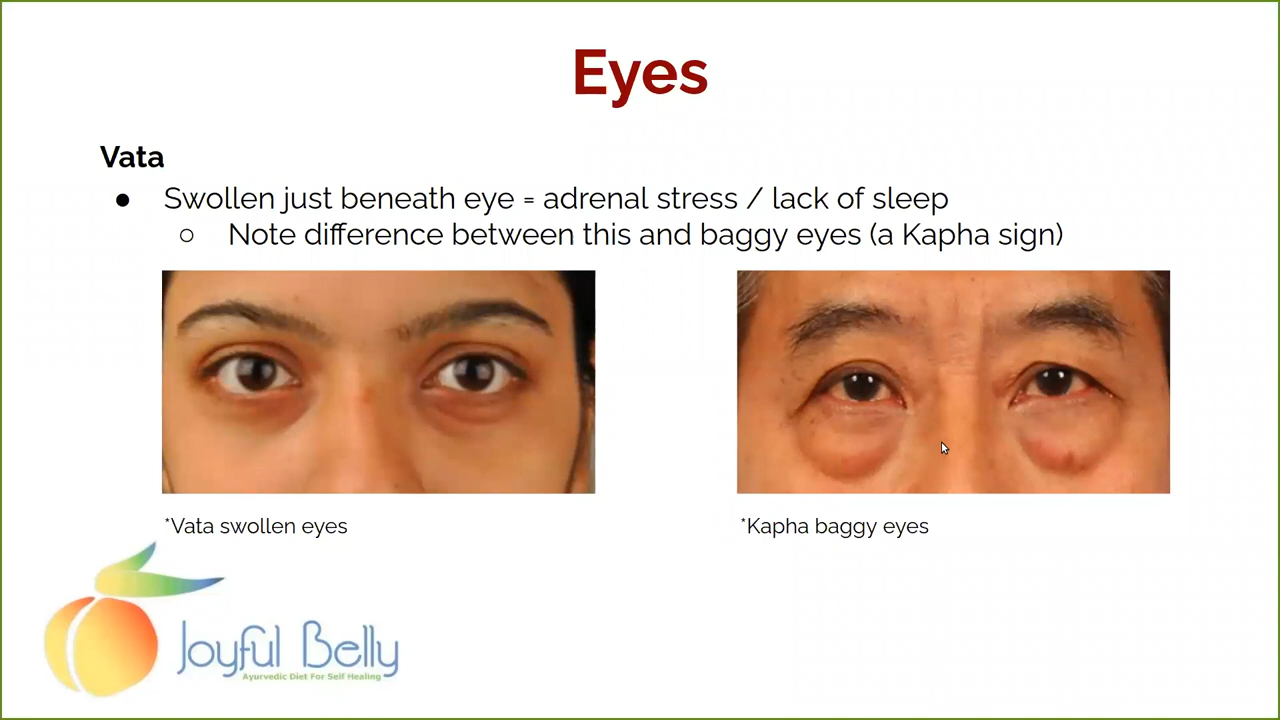 Eyes
Vata
● Swollen just beneath eye = adrenal stress / lack of sleep
○ Note difference between this and baggy eyes (a Kapha sign)
*Vata swollen eyes
*Kapha baggy eyes
Joyful Belly
Ayurvedic Diet For Self Healing